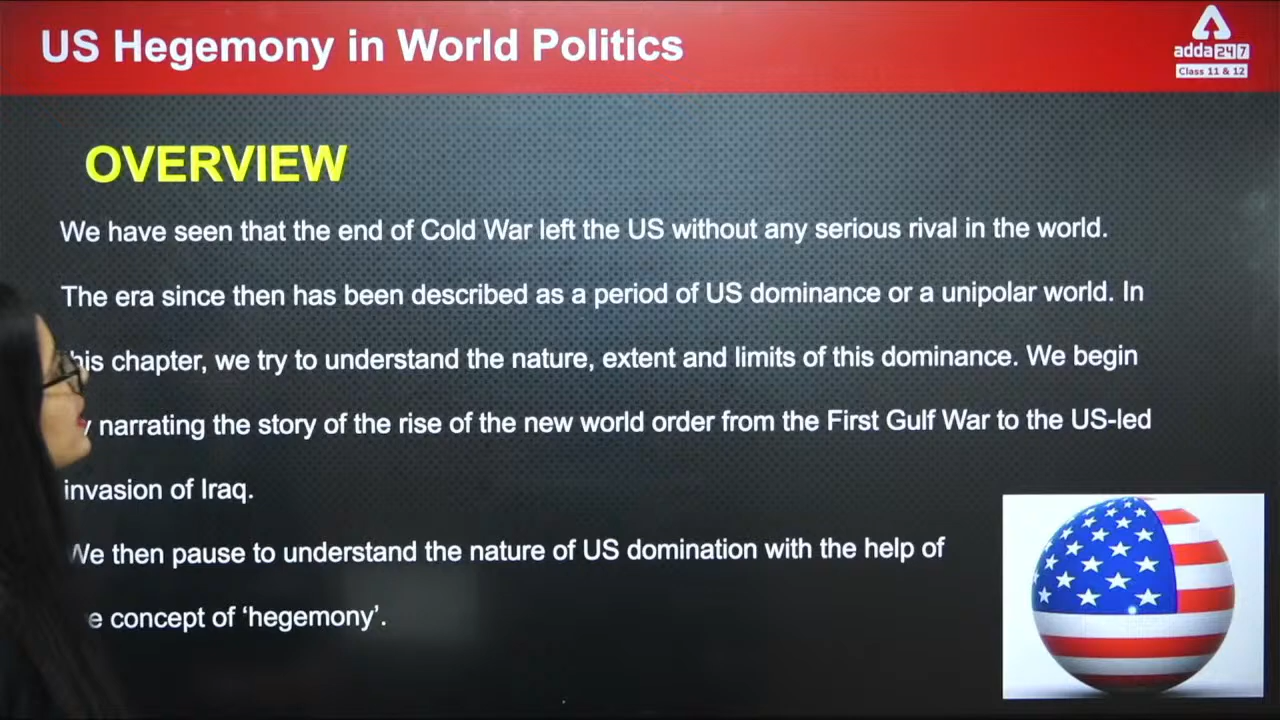 US Hegemony in World Politics
adda247
Class 11 & 12
OVERVIEW
We have seen that the end of Cold War left the US without any serious rival in the world.
The era since then has been described as a period of US dominance or a unipolar world. In
his chapter, we try to understand the nature, extent and limits of this dominance. We begin
narrating the story of the rise of the new world order from the First Gulf War to the US-led
invasion of Iraq.
We then pause to understand the nature of US domination with the help of
concept of ‘hegemony’.